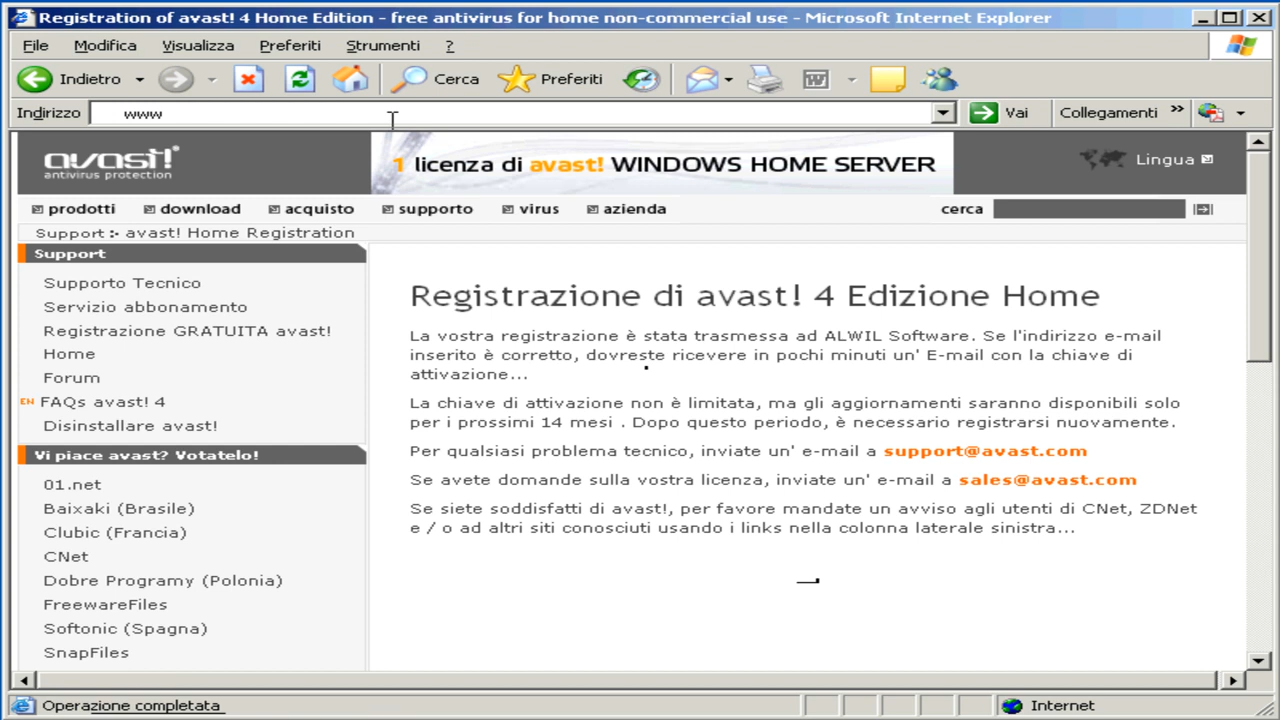 Registration of avast! 4 Home Edition - free antivirus for home non-commercial use - Microsoft Internet Explorer
File Modifica Visualizza Preferiti Strumenti ?
Indietro Cerca Preferiti
Indirizzo www Vai Collegamenti »
avast!
antivirus protection
1 licenza di avast! WINDOWS HOME SERVER
Lingua
prodotti download acquisto supporto virus azienda cerca
Support :- avast! Home Registration
Support
Supporto Tecnico
Servizio abbonamento
Registrazione GRATUITA avast!
Home
Forum
EN FAQs avast! 4
Disinstallare avast!
Vi piace avast? Votatelo!
01.net
Baixaki (Brasile)
Clubic (Francia)
CNet
Dobre Programy (Polonia)
FreewareFiles
Softonic (Spagna)
SnapFiles
Registrazione di avast! 4 Edizione Home
La vostra registrazione è stata trasmessa ad ALWIL Software. Se l'indirizzo e-mail
inserito è corretto, dovreste ricevere in pochi minuti un' E-mail con la chiave di
attivazione...
La chiave di attivazione non è limitata, ma gli aggiornamenti saranno disponibili solo
per i prossimi 14 mesi . Dopo questo periodo, è necessario registrarsi nuovamente.
Per qualsiasi problema tecnico, inviate un' e-mail a support@avast.com
Se avete domande sulla vostra licenza, inviate un' e-mail a sales@avast.com
Se siete soddisfatti di avast!, per favore mandate un avviso agli utenti di CNet, ZDNet
e / o ad altri siti conosciuti usando i links nella colonna laterale sinistra...
Operazione completata Internet